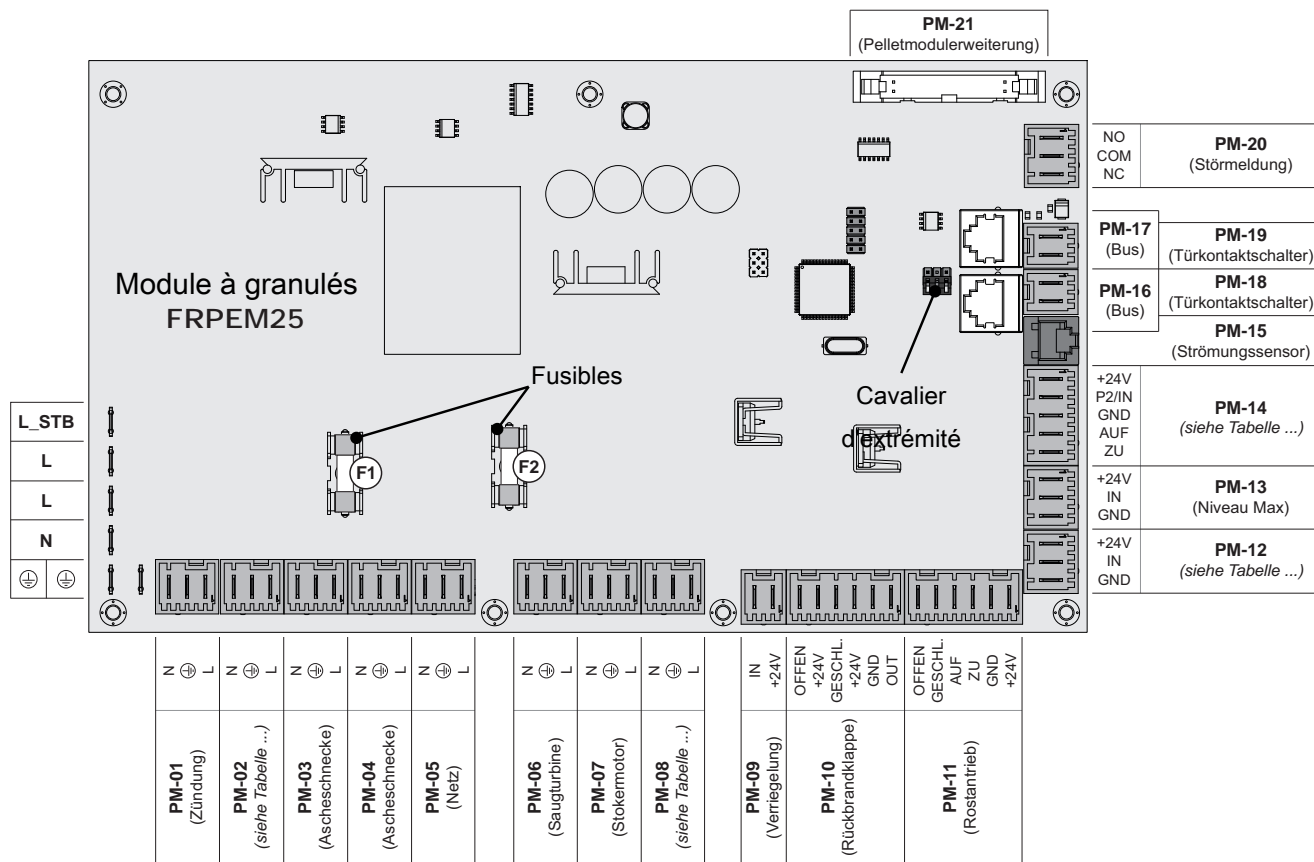 PM-21
(Pelletmodulerweiterung)
NO
COM
NC
PM-20
(Störmeldung)
PM-17
(Bus)
PM-19
(Türkontaktschalter)
PM-16
(Bus)
PM-18
(Türkontaktschalter)
PM-15
(Strömungssensor)
Module à granulés
FRPEM25
Fusibles
Cavalier
d'extrémité
F1
F2
+24V
P2/IN
GND
AUF
ZU
PM-14
(siehe Tabelle ...)
+24V
IN
GND
PM-13
(Niveau Max)
+24V
IN
GND
PM-12
(siehe Tabelle ...)
L_STB
L
L
N
N L
PM-01
(Zündung)
N L
PM-02
(siehe Tabelle ...)
N L
PM-03
(Ascheschnecke)
N L
PM-04
(Ascheschnecke)
N L
PM-05
(Netz)
N L
PM-06
(Saugturbine)
N L
PM-07
(Stokermotor)
N L
PM-08
(siehe Tabelle ...)
IN
+24V
PM-09
(Verriegelung)
OFFEN
+24V
GESCHL.
+24V
GND
OUT
PM-10
(Rückbrandklappe)
OFFEN
GESCHL.
AUF
ZU
GND
+24V
PM-11
(Rostantrieb)